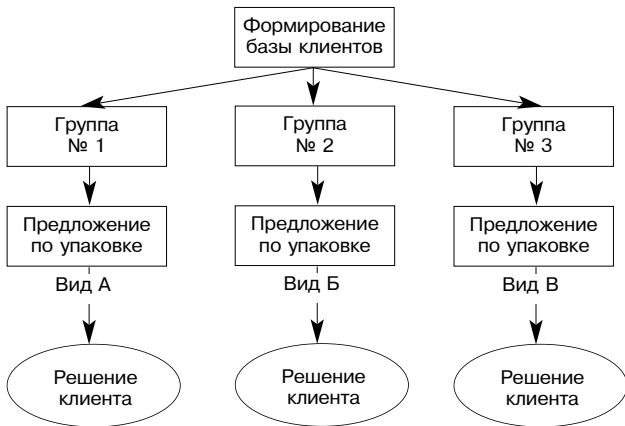 Формирование
базы клиентов
Группа
№ 1
Группа
№ 2
Группа
№ 3
Предложение
по упаковке
Предложение
по упаковке
Предложение
по упаковке
Вид А
Вид Б
Вид В
Решение
клиента
Решение
клиента
Решение
клиента